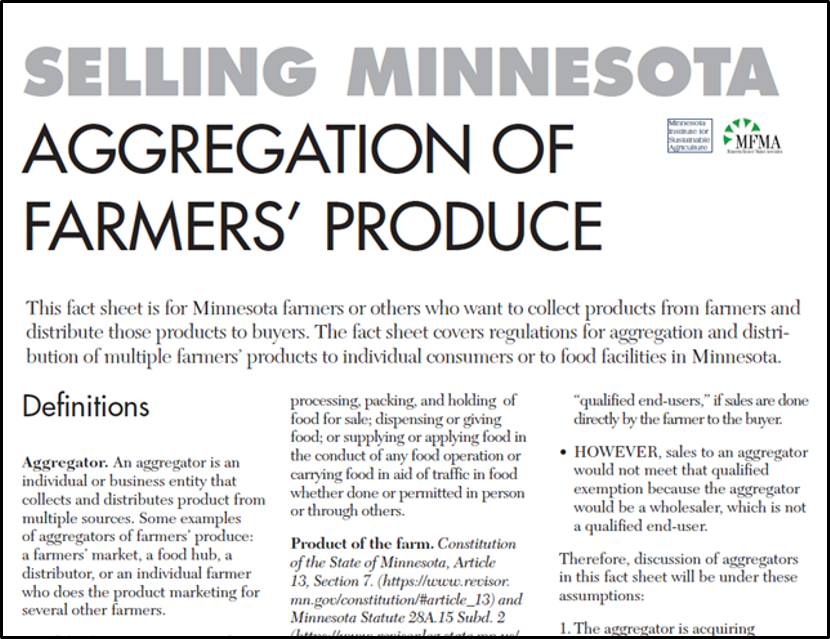 SELLING MINNESOTA
AGGREGATION OF
FARMERS’ PRODUCE
Minnesota
Institute for
Sustainable
Agriculture
MFMA
This fact sheet is for Minnesota farmers or others who want to collect products from farmers and
distribute those products to buyers. The fact sheet covers regulations for aggregation and distri-
bution of multiple farmers’ products to individual consumers or to food facilities in Minnesota.
Definitions
Aggregator. An aggregator is an
individual or business entity that
collects and distributes product from
multiple sources. Some examples
of aggregators of farmers’ produce:
a farmers’ market, a food hub, a
distributor, or an individual farmer
who does the product marketing for
several other farmers.
processing, packing, and holding of
food for sale; dispensing or giving
food; or supplying or applying food in
the conduct of any food operation or
carrying food in aid of traffic in food
whether done or permitted in person
or through others.
Product of the farm. Constitution
of the State of Minnesota, Article
13, Section 7. (https://www.revisor.
mn.gov/constitution/#article_13) and
Minnesota Statute 28A.15 Subd. 2
“qualified end-users,” if sales are done
directly by the farmer to the buyer.
• HOWEVER, sales to an aggregator
would not meet that qualified
exemption because the aggregator
would be a wholesaler, which is not
a qualified end-user.
Therefore, discussion of aggregators
in this fact sheet will be under these
assumptions:
1. The aggregator is acquiring